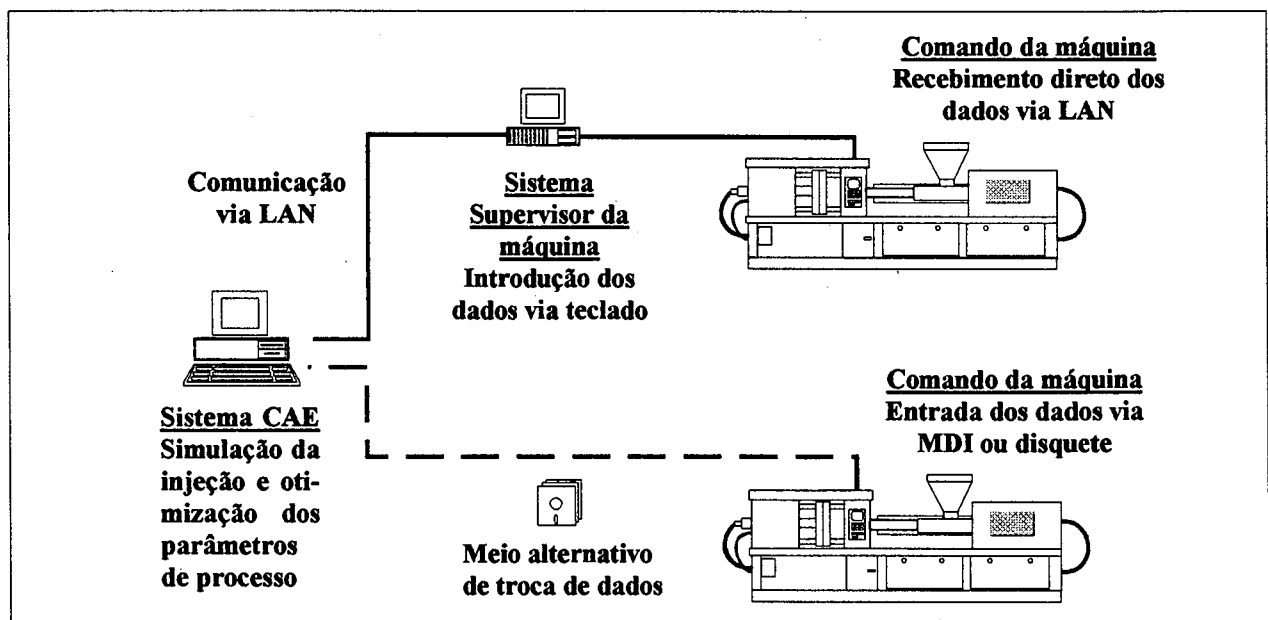 Comando da máquina
Recebimento direto dos
dados via LAN
Comunicação
via LAN
Sistema
Supervisor da
máquina
Introdução dos
dados via teclado
Sistema CAE
Simulação da
injeção e oti-
mização dos
parâmetros
de processo
Meio alternativo
de troca de dados
Comando da máquina
Entrada dos dados via
MDI ou disquete